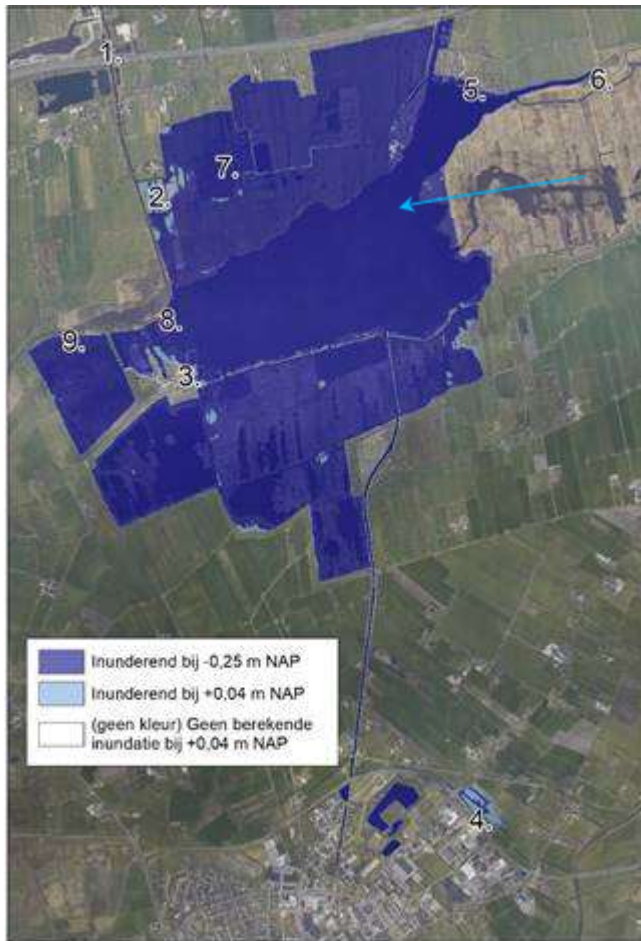 1.
5.
6.
7.
2.
8.
9.
3.
Inunderend bij -0,25 m NAP
Inunderend bij +0,04 m NAP
(geen kleur) Geen berekende
inundatie bij +0,04 m NAP
4.